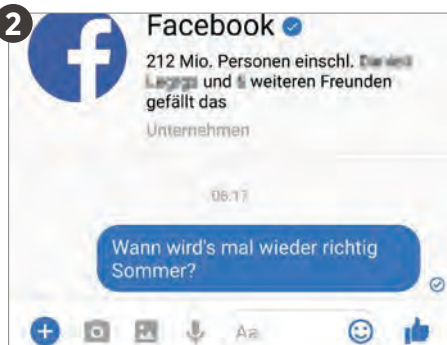 2
Facebook
212 Mio. Personen einschl.
und weiteren Freunden
gefällt das
Unternehmen
06:17
Wann wird's mal wieder richtig
Sommer?
Aa